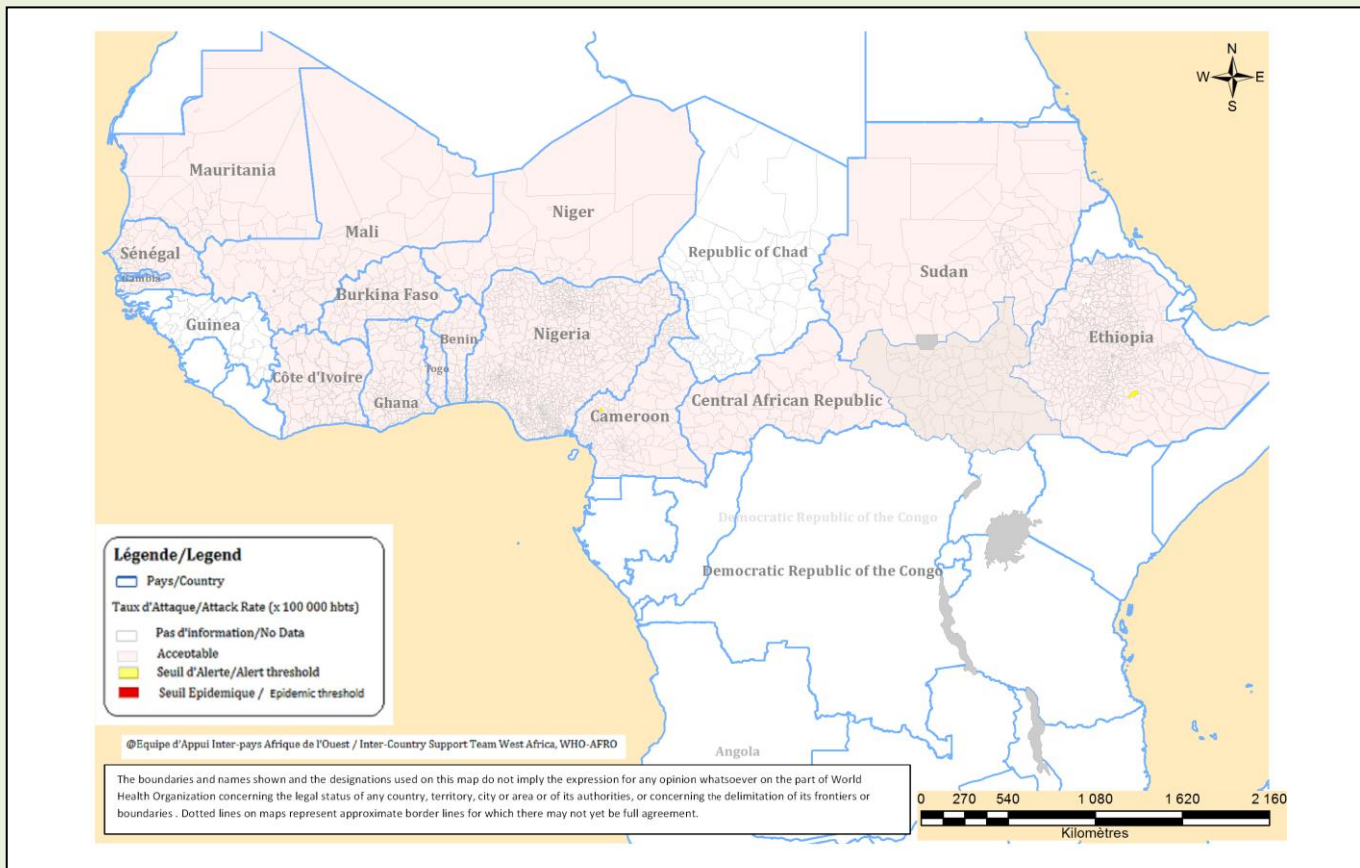 N
W E
S
Mauritania
Mali
Niger
Sénégal
Gambia
Republic of Chad
Sudan
Burkina Faso
Guinea
Nigeria
Benin
Ethiopia
Togo
Côte d'Ivoire
Ghana
Cameroon
Central African Republic
Democratic Republic of the Congo
Democratic Republic of the Congo
Angola
Légende/Legend
Pays/Country
Taux d'Attaque/Attack Rate (x 100 000 hbts)
Pas d'information/No Data
Acceptable
Seuil d'Alerte/Alert threshold
Seuil Epidemique / Epidemic threshold
@Equipe d'Appui Inter-pays Afrique de l'Ouest / Inter-Country Support Team West Africa, WHO-AFRO
The boundaries and names shown and the designations used on this map do not imply the expression for any opinion whatsoever on the part of World
Health Organization concerning the legal status of any country, territory, city or area or of its authorities, or concerning the delimitation of its frontiers or
boundaries . Dotted lines on maps represent approximate border lines for which there may not yet be full agreement.
0 270 540 1 080 1 620 2 160
Kilomètres